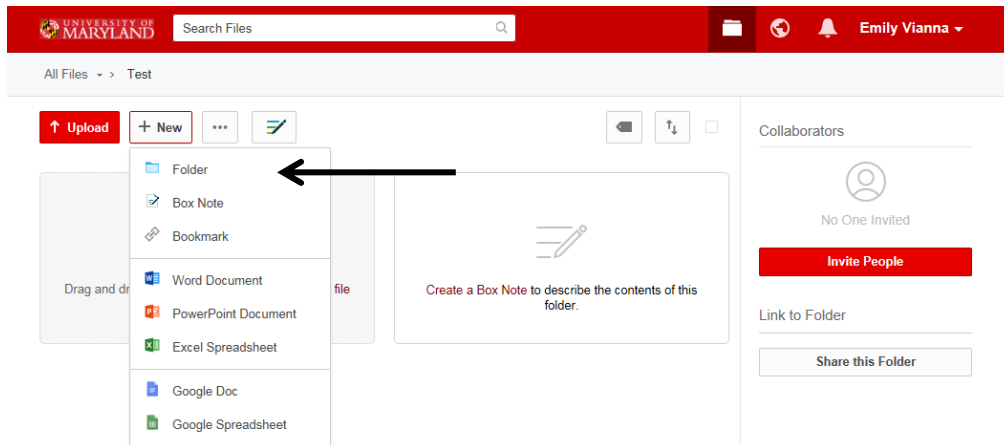 UNIVERSITY OF
MARYLAND
Search Files
Emily Vianna
All Files › Test
Upload
+ New
Folder
Box Note
Bookmark
Word Document
PowerPoint Document
Excel Spreadsheet
Google Doc
Google Spreadsheet
Drag and dr
file
Create a Box Note to describe the contents of this
folder.
Collaborators
No One Invited
Invite People
Link to Folder
Share this Folder